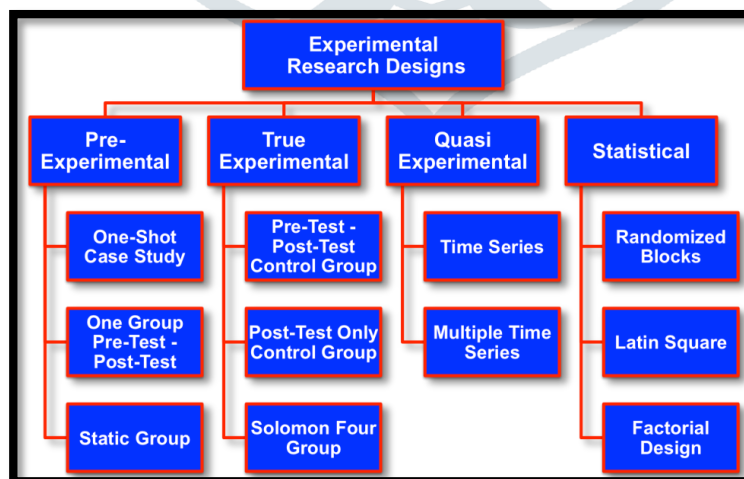 Experimental
Research Designs
Pre-
Experimental
True
Experimental
Quasi
Experimental
Statistical
One-Shot
Case Study
Pre-Test -
Post-Test
Control Group
Time Series
Randomized
Blocks
One Group
Pre-Test -
Post-Test
Post-Test Only
Control Group
Multiple Time
Series
Latin Square
Static Group
Solomon Four
Group
Factorial
Design